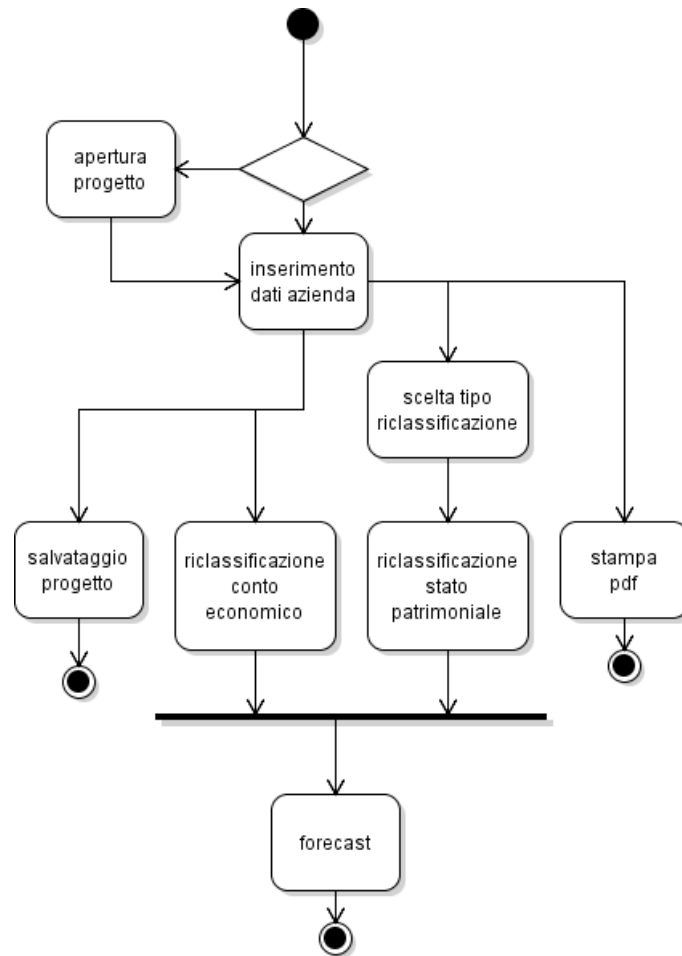 apertura
progetto
inserimento
dati azienda
scelta tipo
riclassificazione
salvataggio
progetto
riclassificazione
conto
economico
riclassificazione
stato
patrimoniale
stampa
pdf
forecast